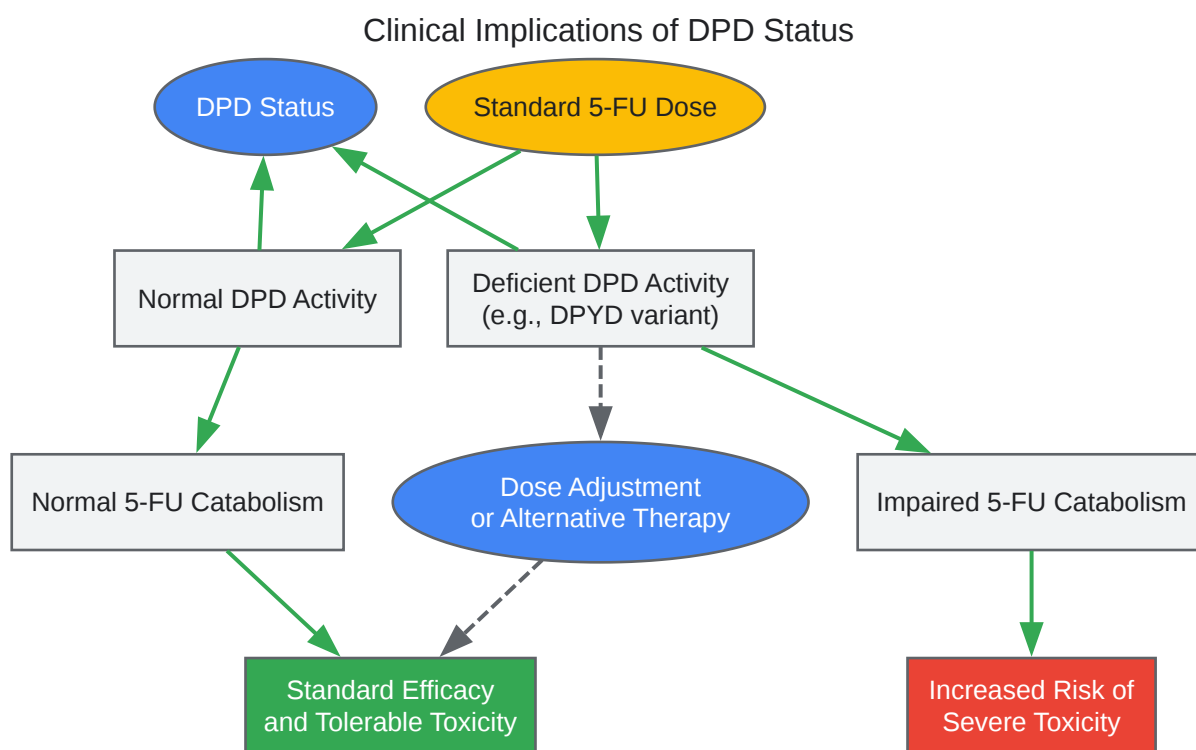 Clinical Implications of DPD Status
DPD Status
Standard 5-FU Dose
Normal DPD Activity
Deficient DPD Activity
(e.g., DPYD variant)
Normal 5-FU Catabolism
Dose Adjustment
or Alternative Therapy
Impaired 5-FU Catabolism
Standard Efficacy
and Tolerable Toxicity
Increased Risk of
Severe Toxicity